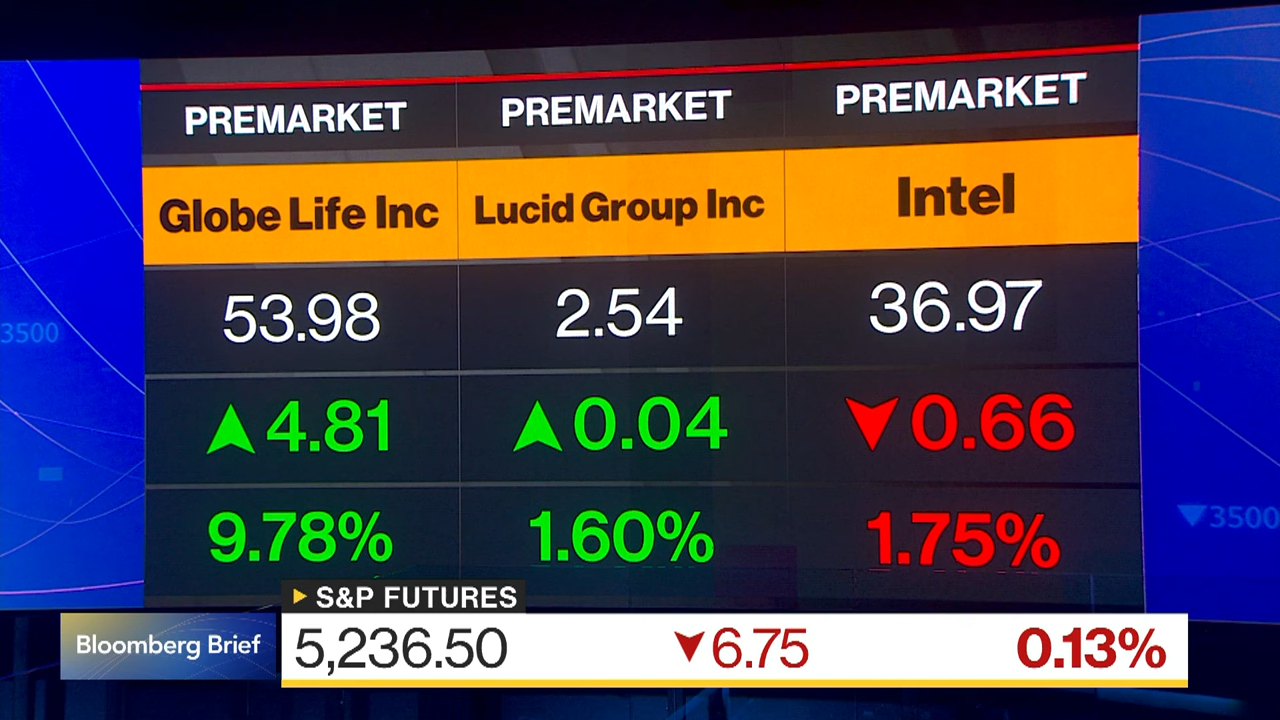 PREMARKET PREMARKET PREMARKET
Globe Life Inc Lucid Group Inc Intel
53.98 2.54 36.97
▲4.81 ▲0.04 ▼0.66
9.78% 1.60% 1.75%
3500
▼3500
▶ S&P FUTURES
Bloomberg Brief
5,236.50 ▼6.75 0.13%